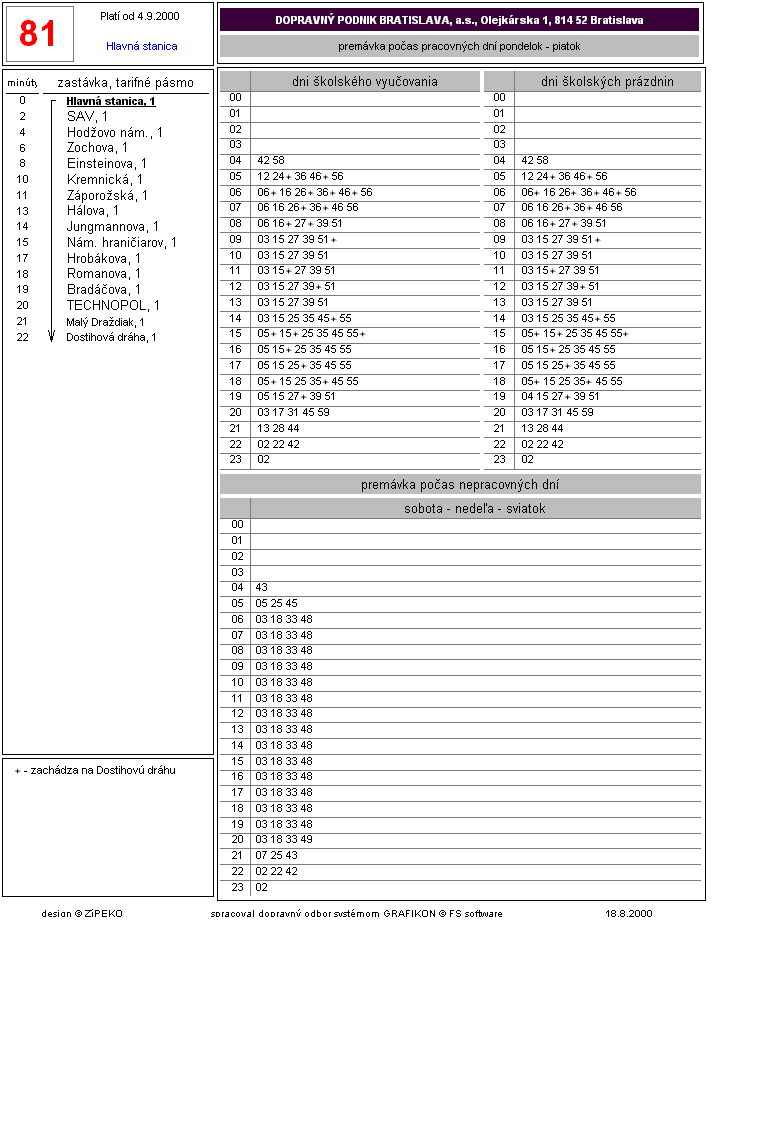 81
Platí od 4.9.2000
Hlavná stanica
DOPRAVNÝ PODNIK BRATISLAVA, a.s., Olejkárska 1, 814 52 Bratislava
premávka počas pracovných dní pondelok - piatok
minúty zastávka, tarifné pásmo
0 Hlavná stanica, 1
2 SAV, 1
4 Hodžovo nám., 1
6 Zochova, 1
8 Einsteinova, 1
10 Kremnická, 1
11 Záporožská, 1
13 Hálova, 1
14 Jungmannova, 1
15 Nám. hraničiarov, 1
17 Hrobákova, 1
18 Romanova, 1
19 Bradáčova, 1
20 TECHNOPOL, 1
21 Malý Draždiak, 1
22 Dostihová dráha, 1
+ - zachádza na Dostihovú dráhu
dni školského vyučovania
00
01
02
03
04 42 58
05 12 24+ 36 46+ 56
06 06+ 16 26+ 36+ 46+ 56
07 06 16 26+ 36+ 46 56
08 06 16+ 27+ 39 51
09 03 15 27 39 51+
10 03 15 27 39 51
11 03 15+ 27 39 51
12 03 15 27 39+ 51
13 03 15 27 39 51
14 03 15 25 35 45+ 55
15 05+ 15+ 25 35 45 55+
16 05 15+ 25 35 45 55
17 05 15 25+ 35 45 55
18 05+ 15 25 35+ 45 55
19 05 15 27+ 39 51
20 03 17 31 45 59
21 13 28 44
22 02 22 42
23 02
dni školských prázdnin
00
01
02
03
04 42 58
05 12 24+ 36 46+ 56
06 06+ 16 26+ 36+ 46+ 56
07 06 16 26+ 36+ 46 56
08 06 16+ 27+ 39 51
09 03 15 27 39 51+
10 03 15 27 39 51
11 03 15+ 27 39 51
12 03 15 27 39+ 51
13 03 15 27 39 51
14 03 15 25 35 45+ 55
15 05+ 15+ 25 35 45 55+
16 05 15+ 25 35 45 55
17 05 15 25+ 35 45 55
18 05+ 15 25 35+ 45 55
19 04 15 27+ 39 51
20 03 17 31 45 59
21 13 28 44
22 02 22 42
23 02
premávka počas nepracovných dní
sobota - nedeľa - sviatok
00
01
02
03
04 43
05 05 25 45
06 03 18 33 48
07 03 18 33 48
08 03 18 33 48
09 03 18 33 48
10 03 18 33 48
11 03 18 33 48
12 03 18 33 48
13 03 18 33 48
14 03 18 33 48
15 03 18 33 48
16 03 18 33 48
17 03 18 33 48
18 03 18 33 48
19 03 18 33 48
20 03 18 33 49
21 07 25 43
22 02 22 42
23 02
design © ZíPEKO spracoval dopravný odbor systémom GRAFIKON © FS software 18.8.2000